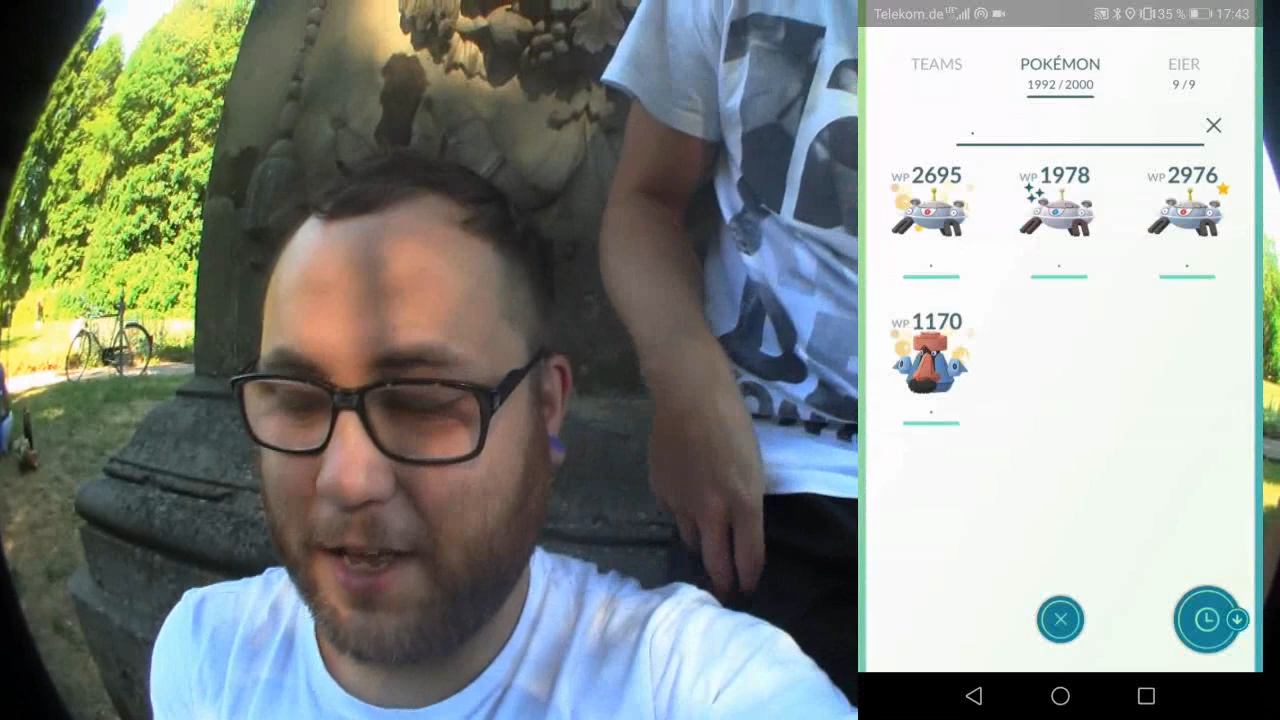 Telekom.de LTE 35 % 17:43
TEAMS POKÉMON EIER
1992 / 2000 9 / 9
.
WP 2695 WP 1978 WP 2976
. . .
WP 1170
.